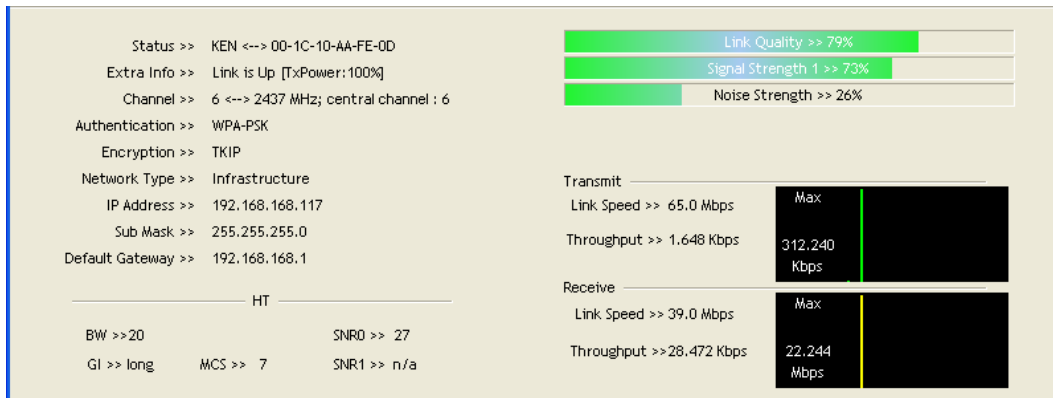 Status >> KEN <--> 00-1C-10-AA-FE-0D
Extra Info >> Link is Up [TxPower:100%]
Channel >> 6 <--> 2437 MHz; central channel : 6
Authentication >> WPA-PSK
Encryption >> TKIP
Network Type >> Infrastructure
IP Address >> 192.168.168.117
Sub Mask >> 255.255.255.0
Default Gateway >> 192.168.168.1
HT
BW >>20 SNR0 >> 27
GI >> long MCS >> 7 SNR1 >> n/a
Link Quality >> 79%
Signal Strength 1 >> 73%
Noise Strength >> 26%
Transmit
Link Speed >> 65.0 Mbps
Throughput >> 1.648 Kbps
Max
312.240
Kbps
Receive
Link Speed >> 39.0 Mbps
Throughput >>28.472 Kbps
Max
22.244
Mbps